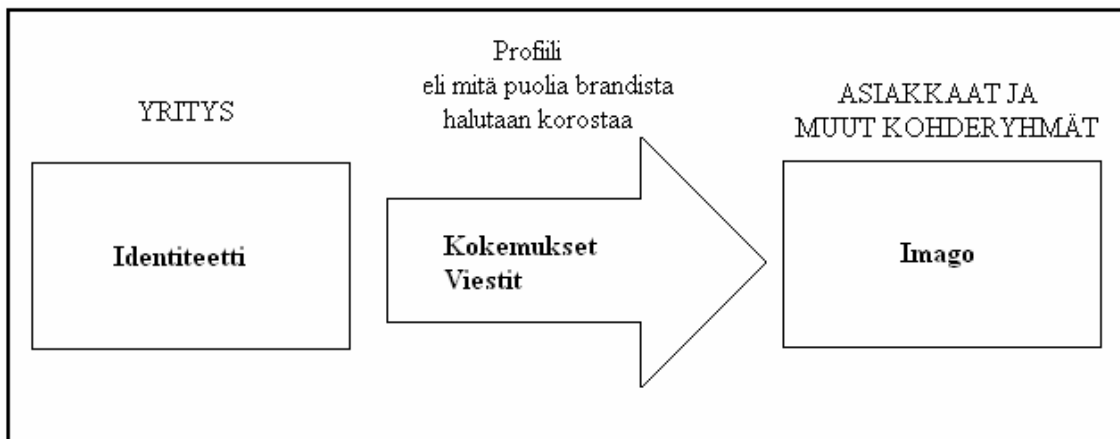 YRITYS
Profiili
eli mitä puolia brandista
halutaan korostaa
ASIAKKAAT JA
MUUT KOHDERYHMÄT
Identiteetti
Kokemukset
Viestit
Imago